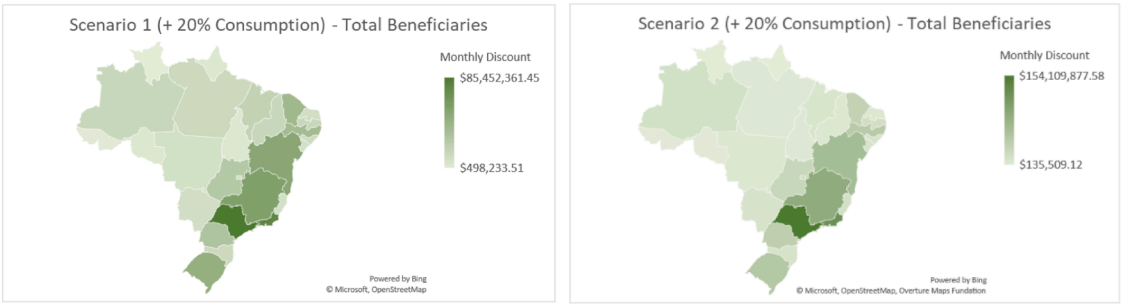 Scenario 1 (+ 20% Consumption) - Total Beneficiaries
Monthly Discount
$85,452,361.45
$498,233.51
Powered by Bing
© Microsoft, OpenStreetMap
Scenario 2 (+ 20% Consumption) - Total Beneficiaries
Monthly Discount
$154,109,877.58
$135,509.12
Powered by Bing
© Microsoft, OpenStreetMap, Overture Maps Fundation